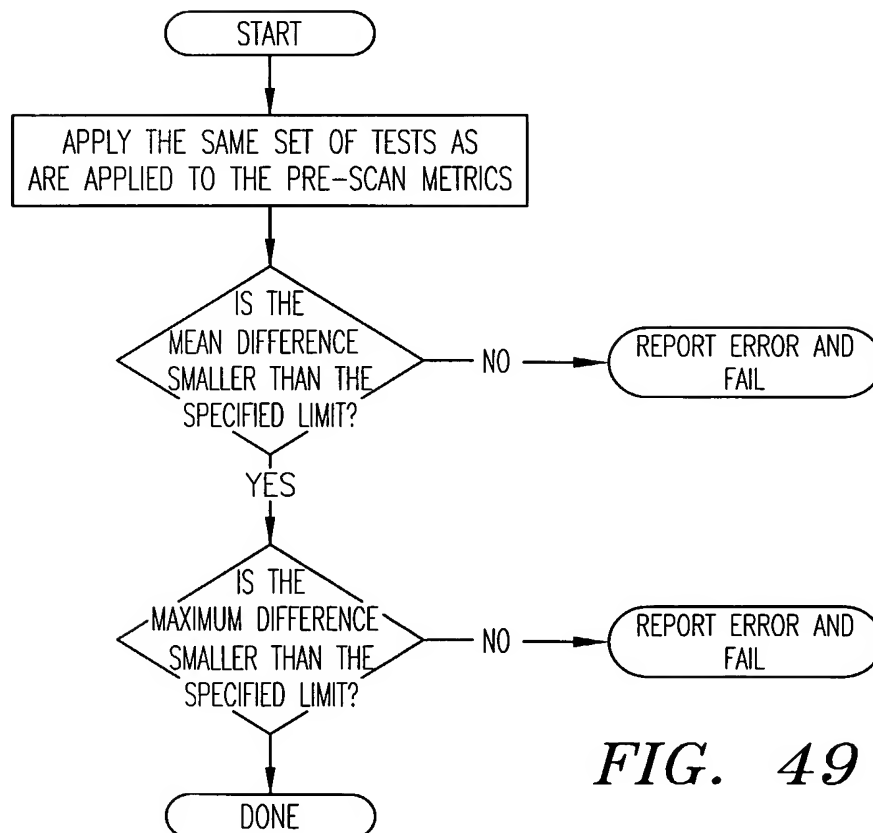 START
APPLY THE SAME SET OF TESTS AS
ARE APPLIED TO THE PRE-SCAN METRICS
IS THE
MEAN DIFFERENCE
SMALLER THAN THE
SPECIFIED LIMIT?
NO
REPORT ERROR AND
FAIL
YES
IS THE
MAXIMUM DIFFERENCE
SMALLER THAN THE
SPECIFIED LIMIT?
NO
REPORT ERROR AND
FAIL
DONE
FIG. 49